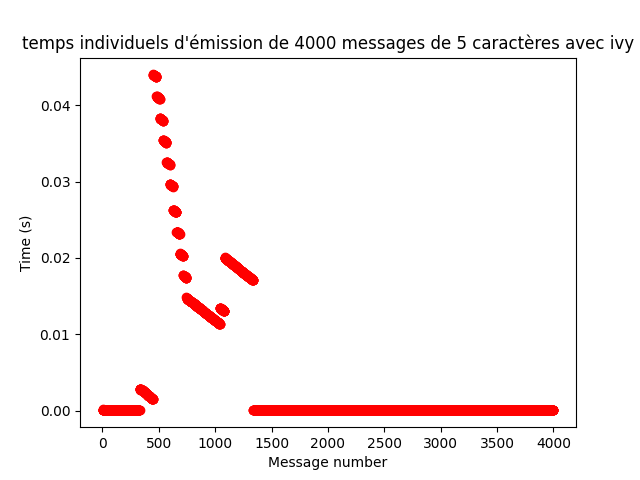 temps individuels d'émission de 4000 messages de 5 caractères avec ivy
0.04
0.03
0.02
0.01
0.00
Time (s)
0 500 1000 1500 2000 2500 3000 3500 4000
Message number